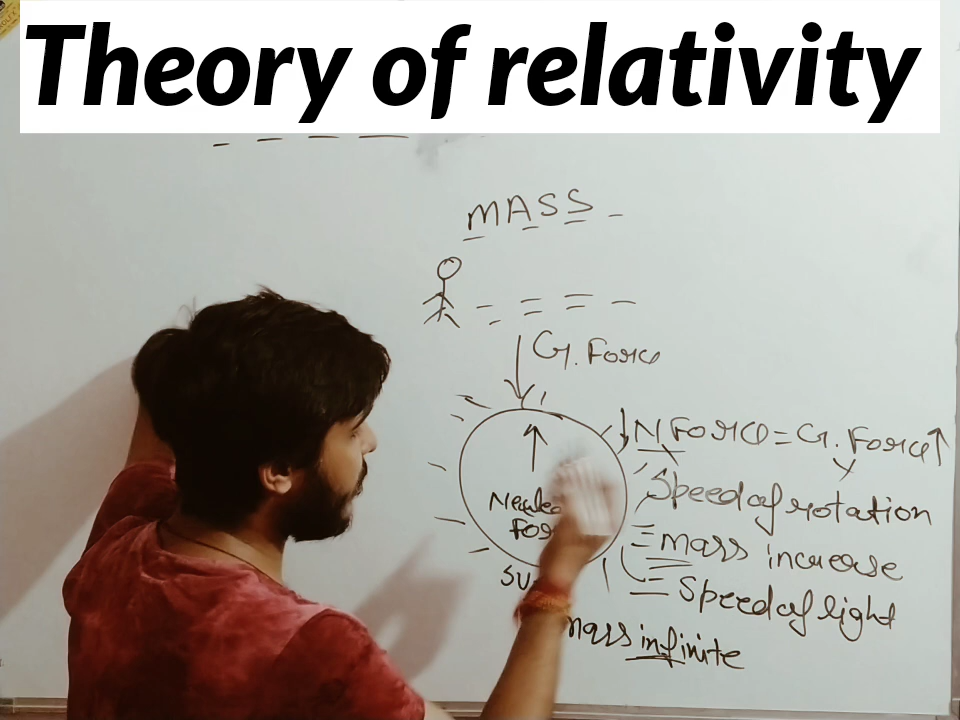 Theory of relativity
MASS
G. Force
N Force = G. Force
Speed of rotation
mass increase
Speed of light
mass infinite